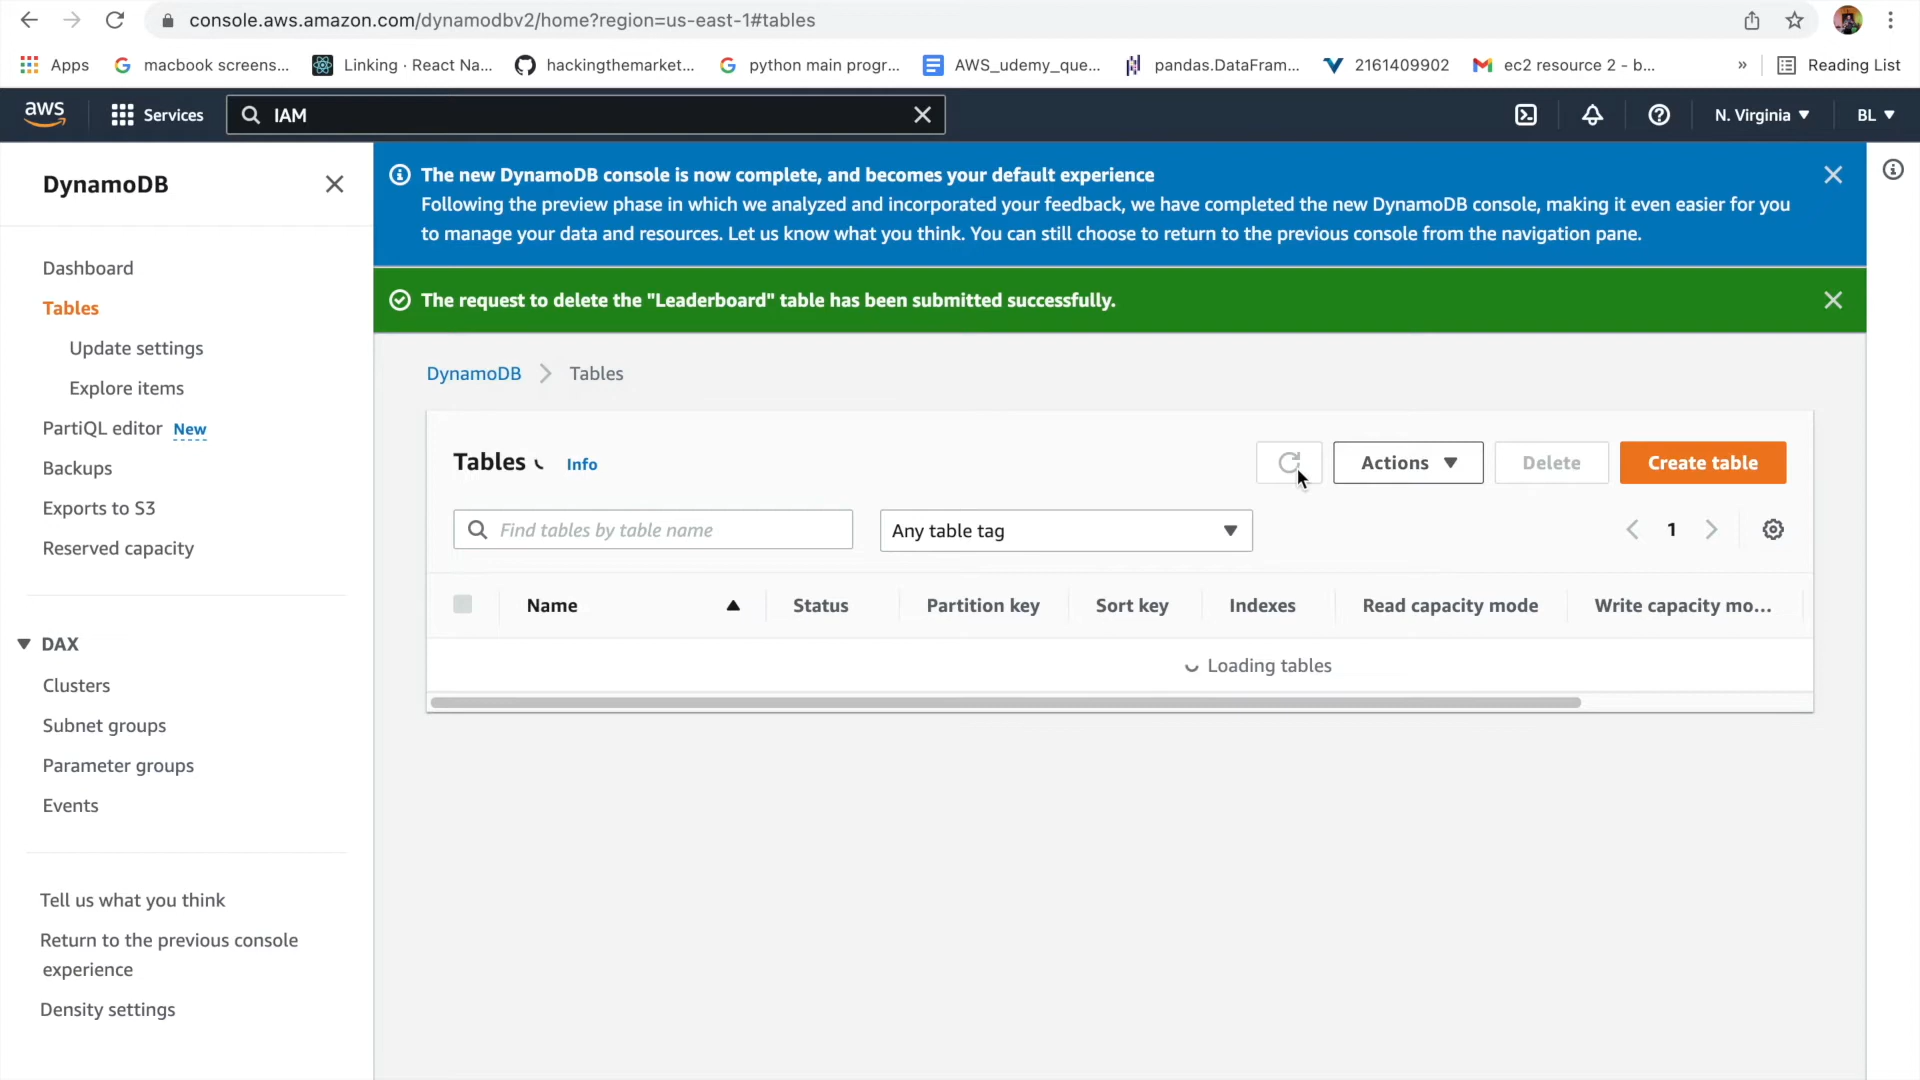 console.aws.amazon.com/dynamodbv2/home?region=us-east-1#tables
Apps
macbook screens...
Linking · React Na...
hackingthemarket...
python main progr...
AWS_udemy_que...
pandas.DataFram...
2161409902
ec2 resource 2 - b...
»
Reading List
aws
Services
IAM
N. Virginia
BL
DynamoDB
The new DynamoDB console is now complete, and becomes your default experience
Following the preview phase in which we analyzed and incorporated your feedback, we have completed the new DynamoDB console, making it even easier for you
to manage your data and resources. Let us know what you think. You can still choose to return to the previous console from the navigation pane.
The request to delete the "Leaderboard" table has been submitted successfully.
Dashboard
Tables
Update settings
Explore items
PartiQL editor New
Backups
Exports to S3
Reserved capacity
DAX
Clusters
Subnet groups
Parameter groups
Events
Tell us what you think
Return to the previous console
experience
Density settings
DynamoDB
Tables
Tables
Info
Actions
Delete
Create table
Find tables by table name
Any table tag
1
Name
Status
Partition key
Sort key
Indexes
Read capacity mode
Write capacity mo...
Loading tables